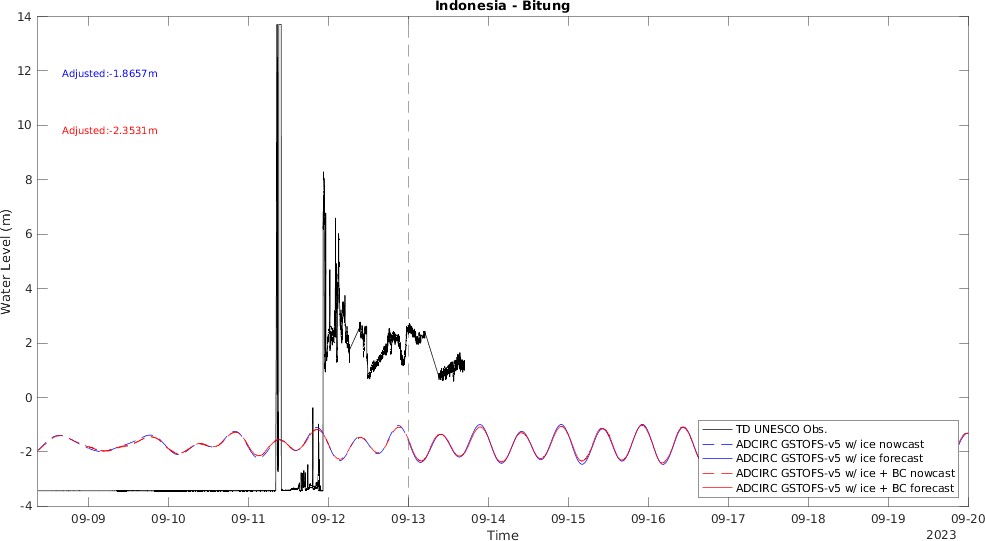 Indonesia - Bitung
14
12
10
8
6
4
2
0
-2
-4
Water Level (m)
Adjusted:-1.8657m
Adjusted:-2.3531m
TD UNESCO Obs.
ADCIRC GSTOFS-v5 w/ ice nowcast
ADCIRC GSTOFS-v5 w/ ice forecast
ADCIRC GSTOFS-v5 w/ ice + BC nowcast
ADCIRC GSTOFS-v5 w/ ice + BC forecast
09-09 09-10 09-11 09-12 09-13 09-14 09-15 09-16 09-17 09-18 09-19 09-20
Time
2023